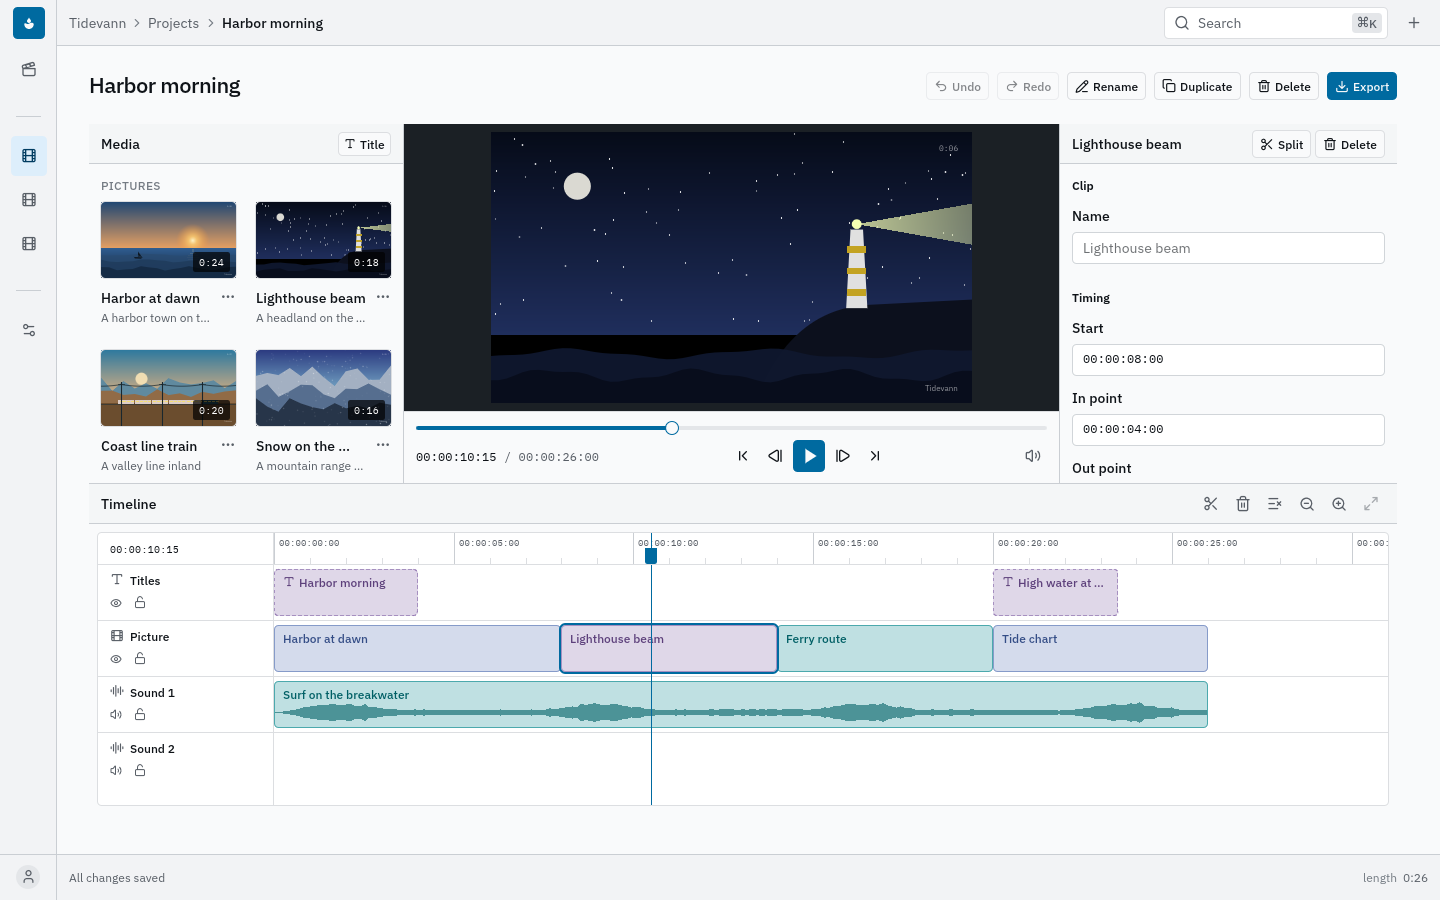 Tidevann
Projects
Harbor morning
Search
⌘K
Harbor morning
Undo
Redo
Rename
Duplicate
Delete
Export
Media
Title
PICTURES
0:24
0:18
Harbor at dawn
Lighthouse beam
A harbor town on t...
A headland on the ...
0:20
0:16
Coast line train
Snow on the ...
A valley line inland
A mountain range ...
0:06
Tidevann
00:00:10:15 / 00:00:26:00
Lighthouse beam
Split
Delete
Clip
Name
Lighthouse beam
Timing
Start
00:00:08:00
In point
00:00:04:00
Out point
Timeline
00:00:10:15
00:00:00:00
00:00:05:00
00:00:10:00
00:00:15:00
00:00:20:00
00:00:25:00
00:00:
Titles
Harbor morning
High water at ...
Picture
Harbor at dawn
Lighthouse beam
Ferry route
Tide chart
Sound 1
Surf on the breakwater
Sound 2
All changes saved
length 0:26